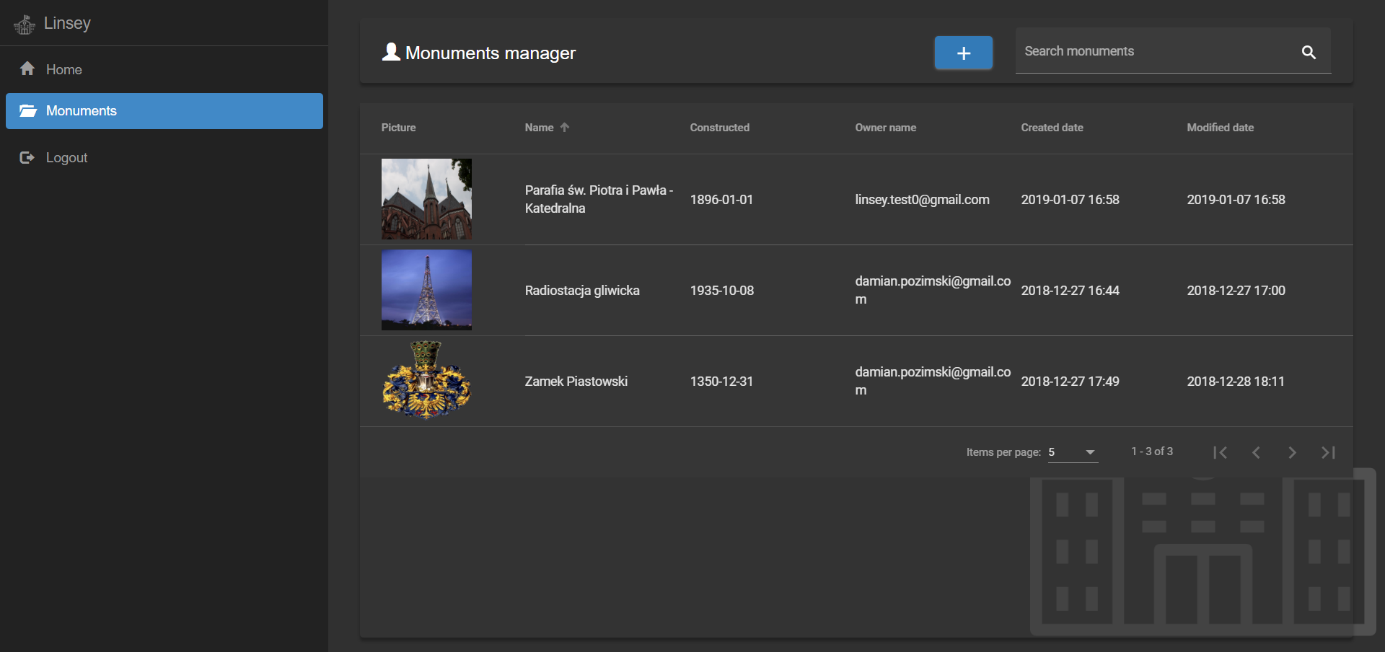 Linsey
Home
Monuments
Logout
Monuments manager
+
Search monuments
Picture Name Constructed Owner name Created date Modified date
Parafia św. Piotra i Pawła -
Katedralna
1896-01-01 linsey.test0@gmail.com 2019-01-07 16:58 2019-01-07 16:58
Radiostacja gliwicka 1935-10-08
damian.pozimski@gmail.co
m
2018-12-27 16:44 2018-12-27 17:00
Zamek Piastowski 1350-12-31
damian.pozimski@gmail.co
m
2018-12-27 17:49 2018-12-28 18:11
Items per page: 5 1 - 3 of 3